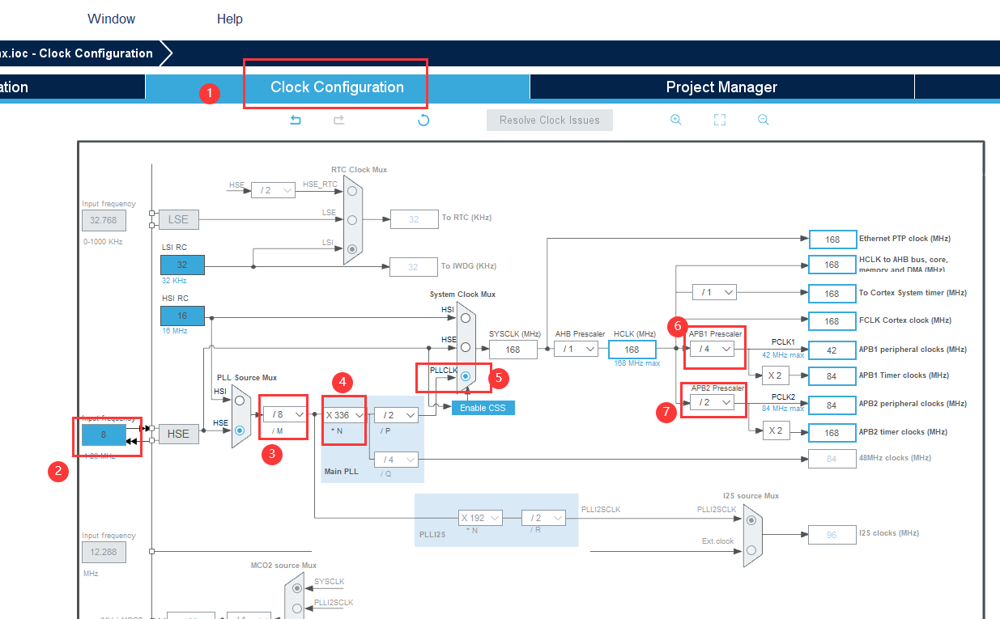 Window Help
x.ioc - Clock Configuration
ation Clock Configuration Project Manager
1
Resolve Clock Issues
RTC Clock Mux
HSE / 2 HSE_RTC
Input frequency
32.768 LSE LSE 32 To RTC (KHz)
0-1000 KHz
LSI RC LSI
32 32 To IWDG (KHz)
32 KHz
HSI RC
16
16 MHz
System Clock Mux
HSI
HSE
PLLCLK
5
Enable CSS
SYSCLK (MHz)
168
AHB Prescaler
/ 1
HCLK (MHz)
168
168 MHz max
168 Ethernet PTP clock (MHz)
168 HCLK to AHB bus, core,
memory and DMA (MHz)
/ 1 168 To Cortex System timer (MHz)
168 FCLK Cortex clock (MHz)
6
APB1 Prescaler
/ 4
PCLK1
42 MHz max
42 APB1 peripheral clocks (MHz)
X 2 84 APB1 Timer clocks (MHz)
7
APB2 Prescaler
/ 2
PCLK2
84 MHz max
84 APB2 peripheral clocks (MHz)
X 2 168 APB2 timer clocks (MHz)
PLL Source Mux
HSI
HSE
Input frequency
8
HSE
2
/ 8
/ M
3
4
X 336
* N
/ 2
/ P
/ 4
/ Q
Main PLL
84 48MHz clocks (MHz)
X 192
* N
/ 2
/ R
PLLI2S
PLLI2SCLK
I2S source Mux
PLLI2SCLK
Ext.clock
96 I2S clocks (MHz)
Input frequency
12.288
MHz
MCO2 source Mux
SYSCLK
PLLI2SCLK